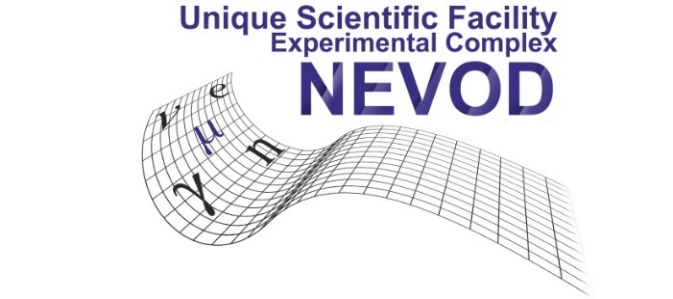 Unique Scientific Facility
Experimental Complex
NEVOD
ν e
μ n
γ